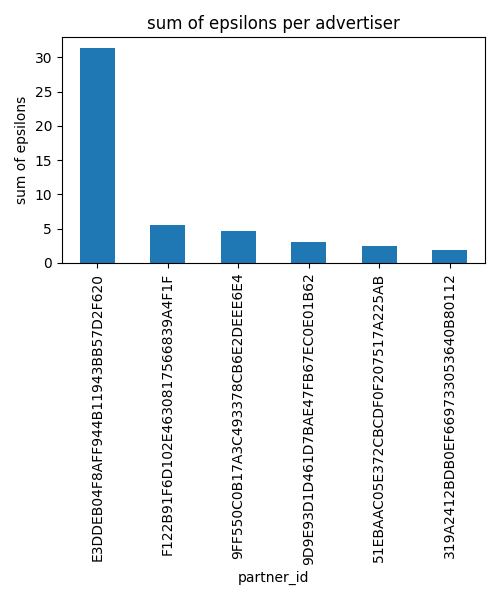 sum of epsilons per advertiser
sum of epsilons
30
25
20
15
10
5
0
E3DDEB04F8AFF944B11943BB57D2F620
F122B91F6D102E4630817566839A4F1F
9FF550C0B17A3C493378CB6E2DEEE6E4
9D9E93D1D461D7BAE47FB67EC0E01B62
51EBAAC05E372CBCDF0F207517A225AB
319A2412BDB0EF669733053640B80112
partner_id